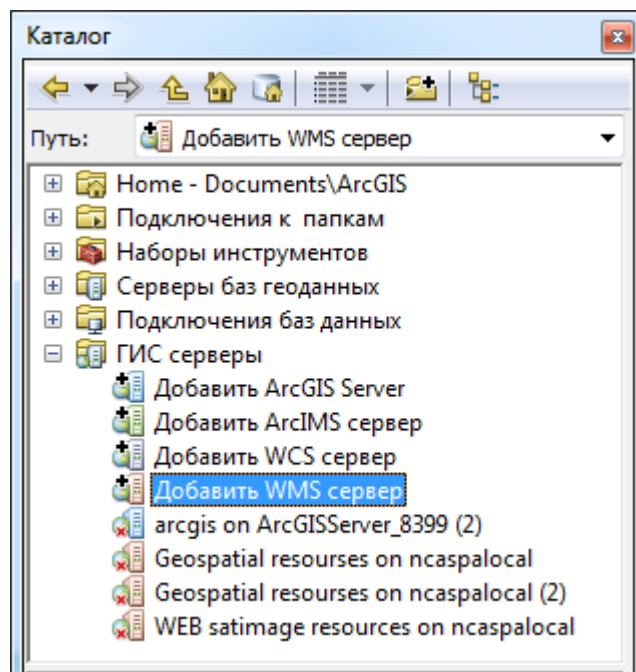 Каталог
Путь: Добавить WMS сервер
Home - Documents\ArcGIS
Подключения к папкам
Наборы инструментов
Серверы баз геоданных
Подключения баз данных
ГИС серверы
Добавить ArcGIS Server
Добавить ArcIMS сервер
Добавить WCS сервер
Добавить WMS сервер
arcgis on ArcGISServer_8399 (2)
Geospatial resourses on ncaspalocal
Geospatial resourses on ncaspalocal (2)
WEB satimage resources on ncaspalocal